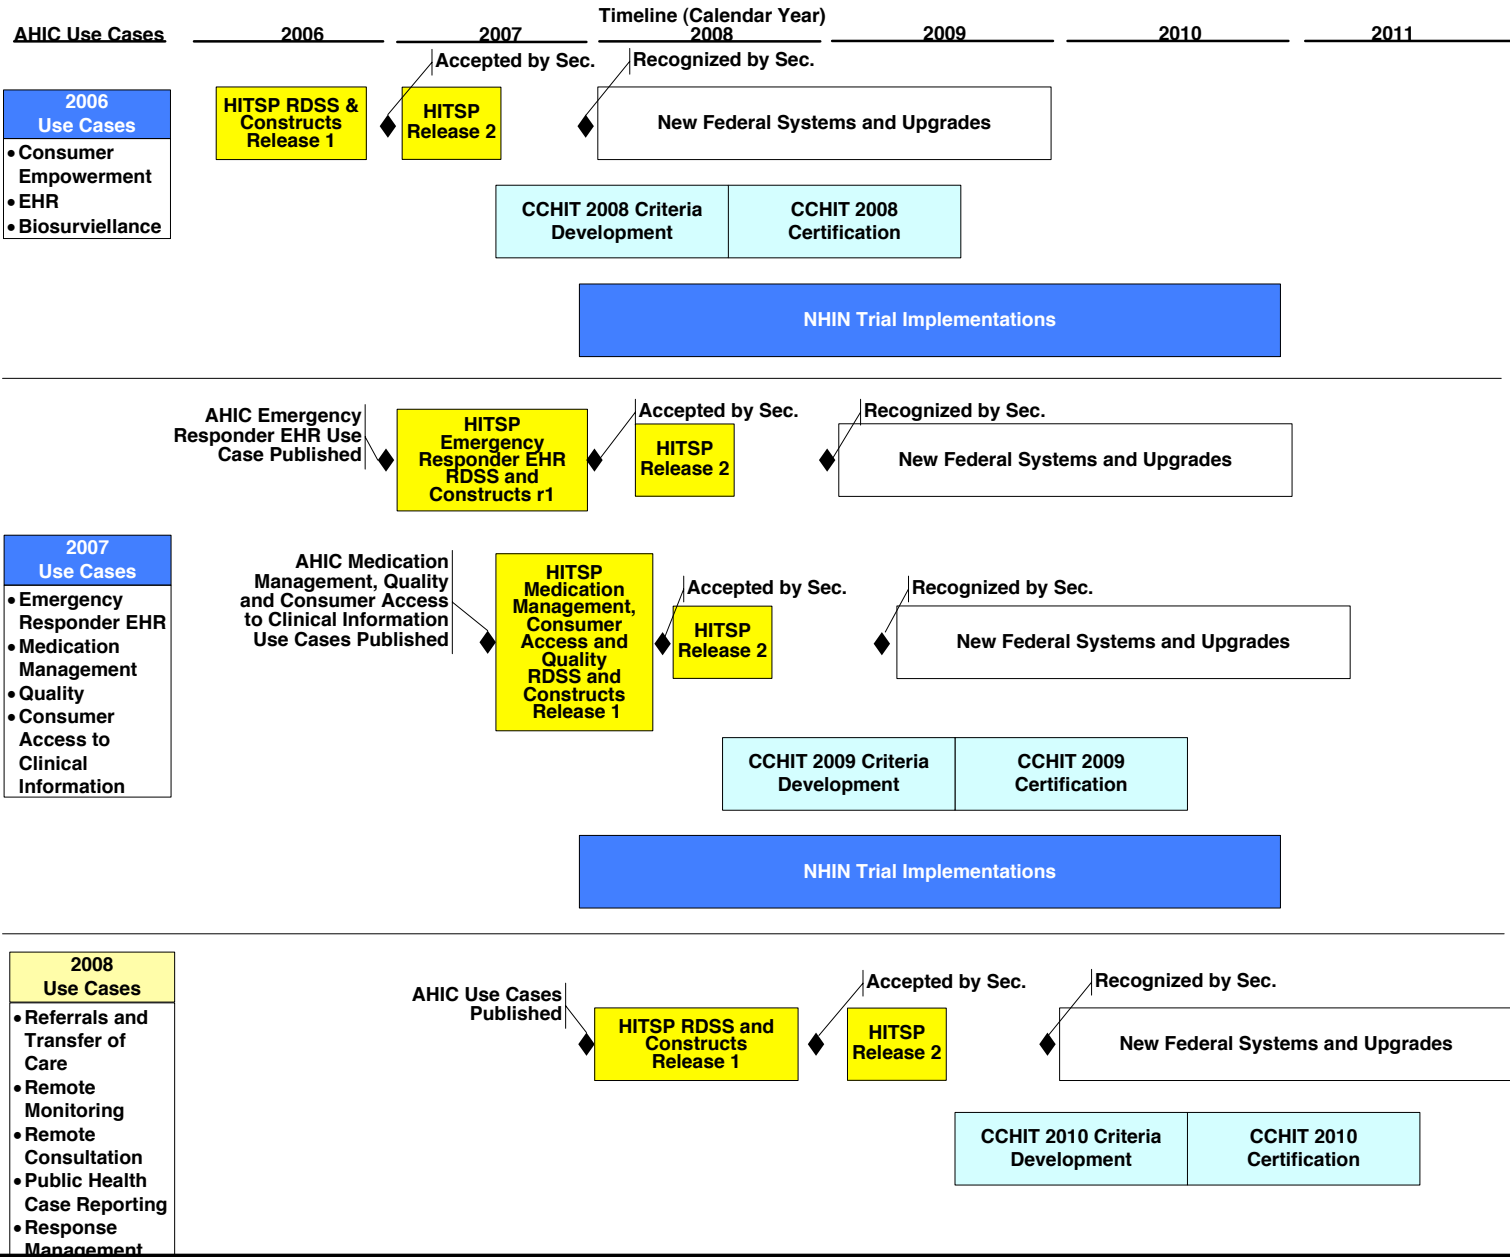 Timeline (Calendar Year)
AHIC Use Cases 2006 2007 2008 2009 2010 2011
Accepted by Sec. Recognized by Sec.
2006
Use Cases
• Consumer
Empowerment
• EHR
• Biosurviellance
HITSP RDSS &
Constructs
Release 1
HITSP
Release 2
New Federal Systems and Upgrades
CCHIT 2008 Criteria
Development
CCHIT 2008
Certification
NHIN Trial Implementations
AHIC Emergency
Responder EHR Use
Case Published
HITSP
Emergency
Responder EHR
RDSS and
Constructs r1
Accepted by Sec.
HITSP
Release 2
Recognized by Sec.
New Federal Systems and Upgrades
2007
Use Cases
• Emergency
Responder EHR
• Medication
Management
• Quality
• Consumer
Access to
Clinical
Information
AHIC Medication
Management, Quality
and Consumer Access
to Clinical Information
Use Cases Published
HITSP
Medication
Management,
Consumer
Access and
Quality
RDSS and
Constructs
Release 1
Accepted by Sec.
HITSP
Release 2
Recognized by Sec.
New Federal Systems and Upgrades
CCHIT 2009 Criteria
Development
CCHIT 2009
Certification
NHIN Trial Implementations
2008
Use Cases
• Referrals and
Transfer of
Care
• Remote
Monitoring
• Remote
Consultation
• Public Health
Case Reporting
• Response
Management
AHIC Use Cases
Published
HITSP RDSS and
Constructs
Release 1
Accepted by Sec.
HITSP
Release 2
Recognized by Sec.
New Federal Systems and Upgrades
CCHIT 2010 Criteria
Development
CCHIT 2010
Certification